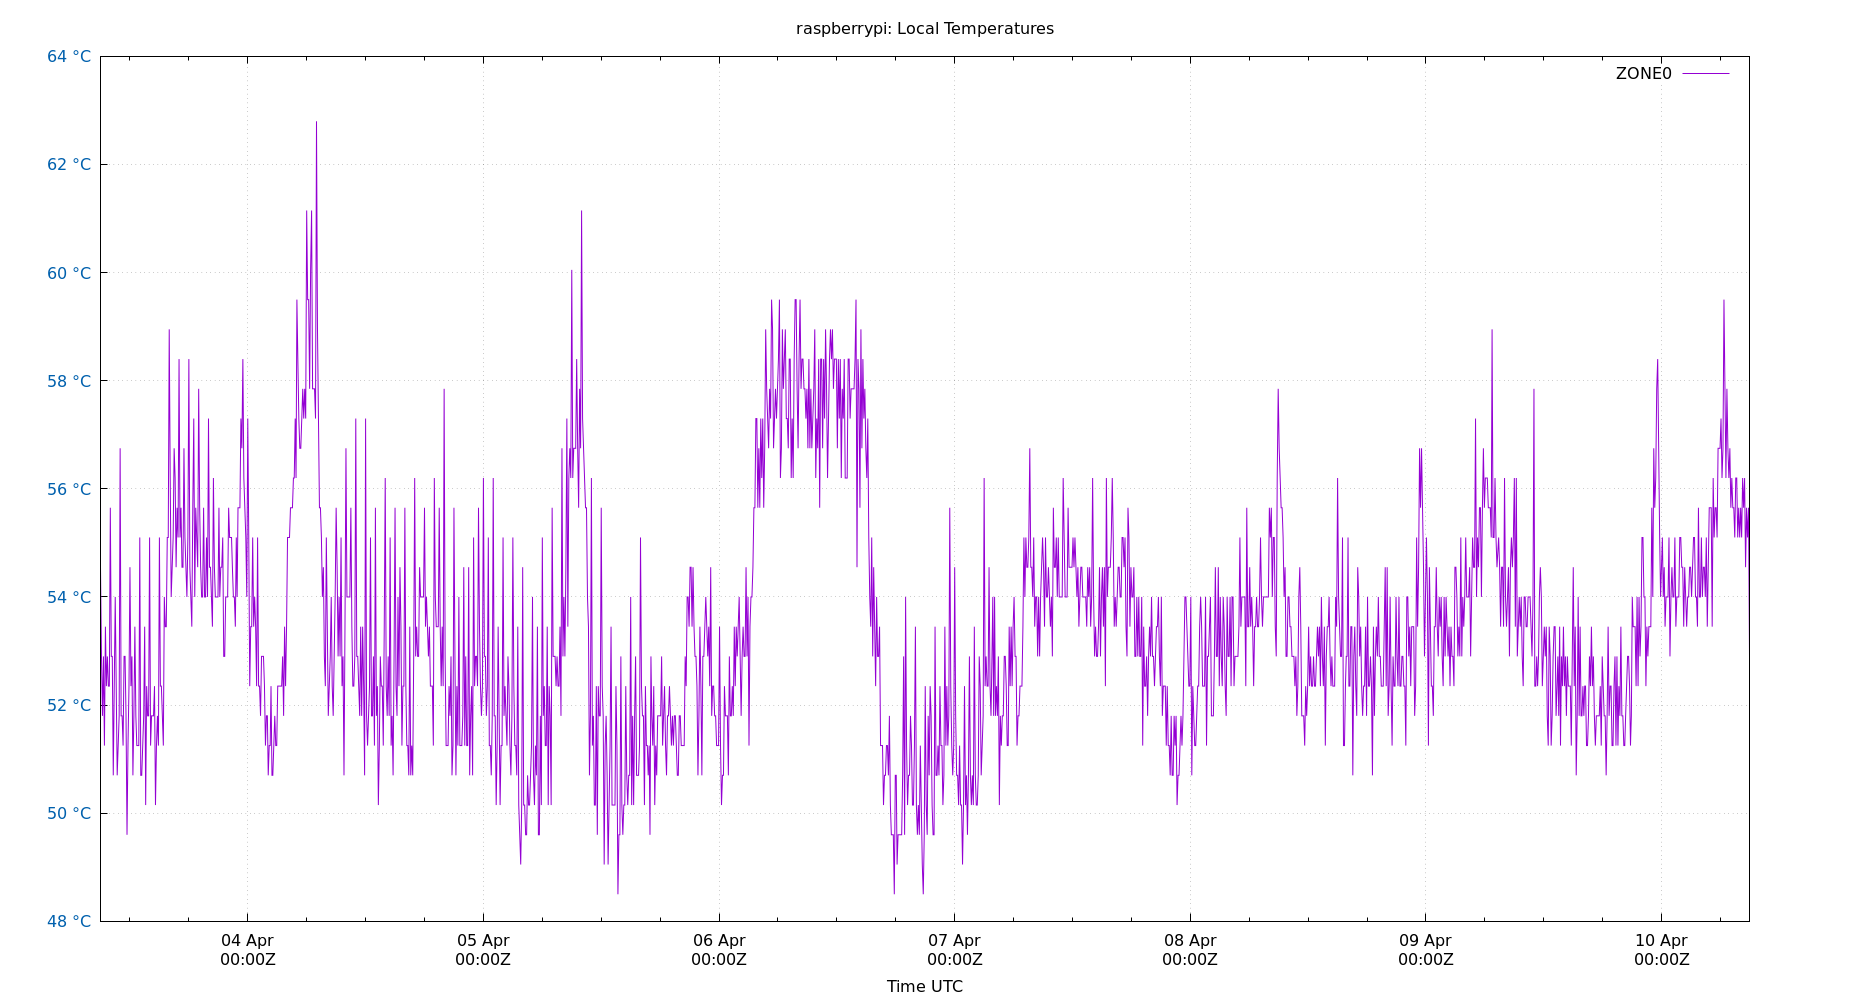 raspberrypi: Local Temperatures
ZONE0
64 °C
62 °C
60 °C
58 °C
56 °C
54 °C
52 °C
50 °C
48 °C
04 Apr 05 Apr 06 Apr 07 Apr 08 Apr 09 Apr 10 Apr
00:00Z 00:00Z 00:00Z 00:00Z 00:00Z 00:00Z 00:00Z
Time UTC